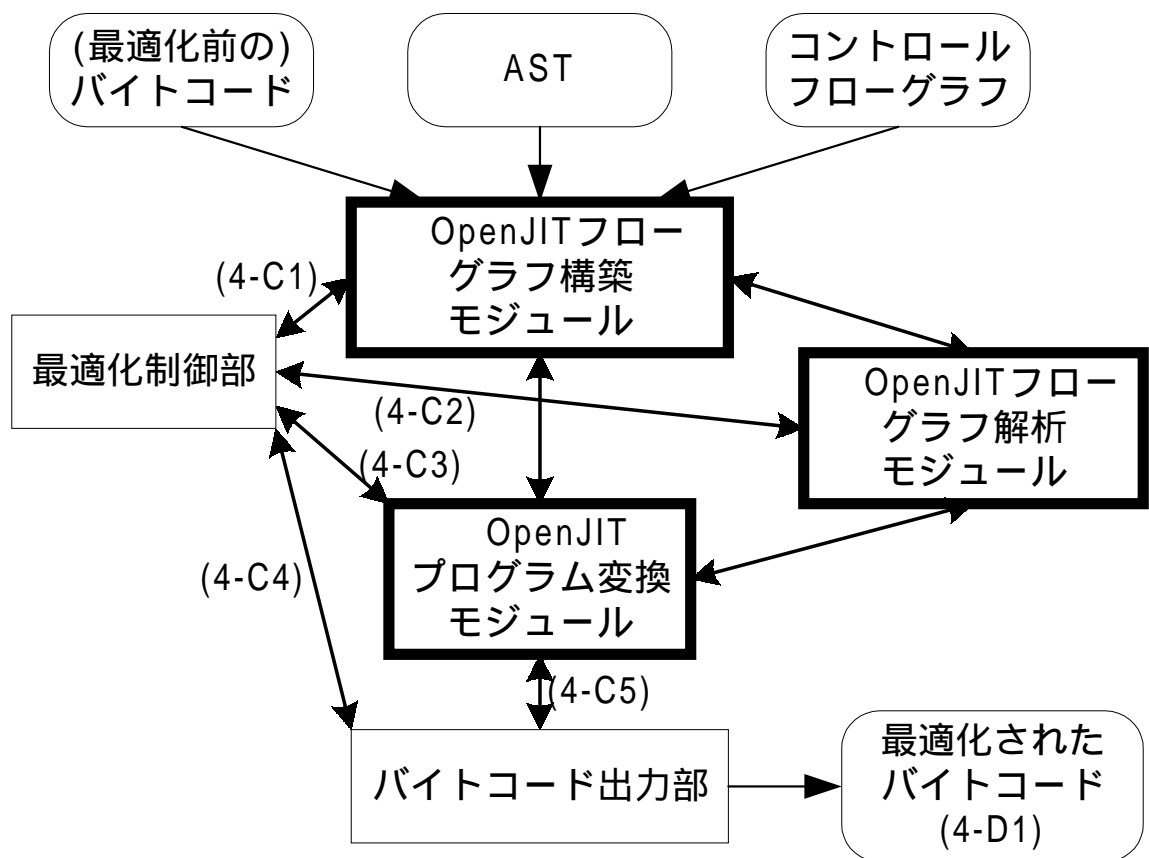 (最適化前の)
バイトコード
AST
コントロール
フローグラフ
OpenJITフロー
グラフ構築
モジュール
(4-C1)
最適化制御部
OpenJITフロー
グラフ解析
モジュール
(4-C2)
(4-C3)
OpenJIT
プログラム変換
モジュール
(4-C4)
(4-C5)
バイトコード出力部
最適化された
バイトコード
(4-D1)